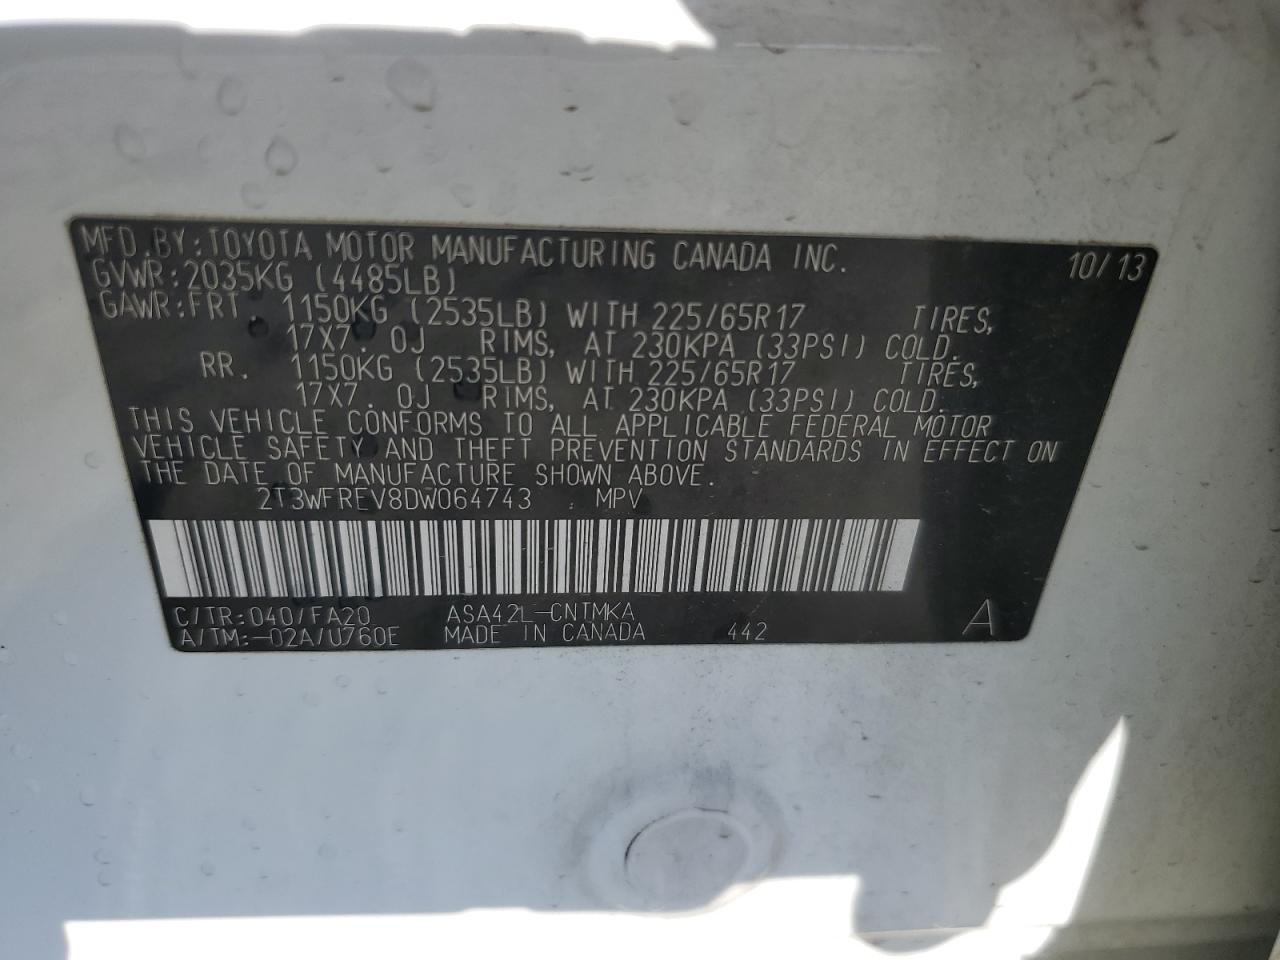 MFD. BY: TOYOTA MOTOR MANUFACTURING CANADA INC. 10/13
GVWR: 2035KG (4485LB)
GAWR: FRT. 1150KG (2535LB) WITH 225/65R17 TIRES,
17X7. 0J RIMS, AT 230KPA (33PSI) COLD.
RR. 1150KG (2535LB) WITH 225/65R17 TIRES,
17X7. 0J RIMS, AT 230KPA (33PSI) COLD.
THIS VEHICLE CONFORMS TO ALL APPLICABLE FEDERAL MOTOR
VEHICLE SAFETY AND THEFT PREVENTION STANDARDS IN EFFECT ON
THE DATE OF MANUFACTURE SHOWN ABOVE.
2T3WFREV8DW064743 MPV
C/TR: 040/FA20 ASA42L-CNTMKA
A/TM: -02A/U760E MADE IN CANADA 442 A